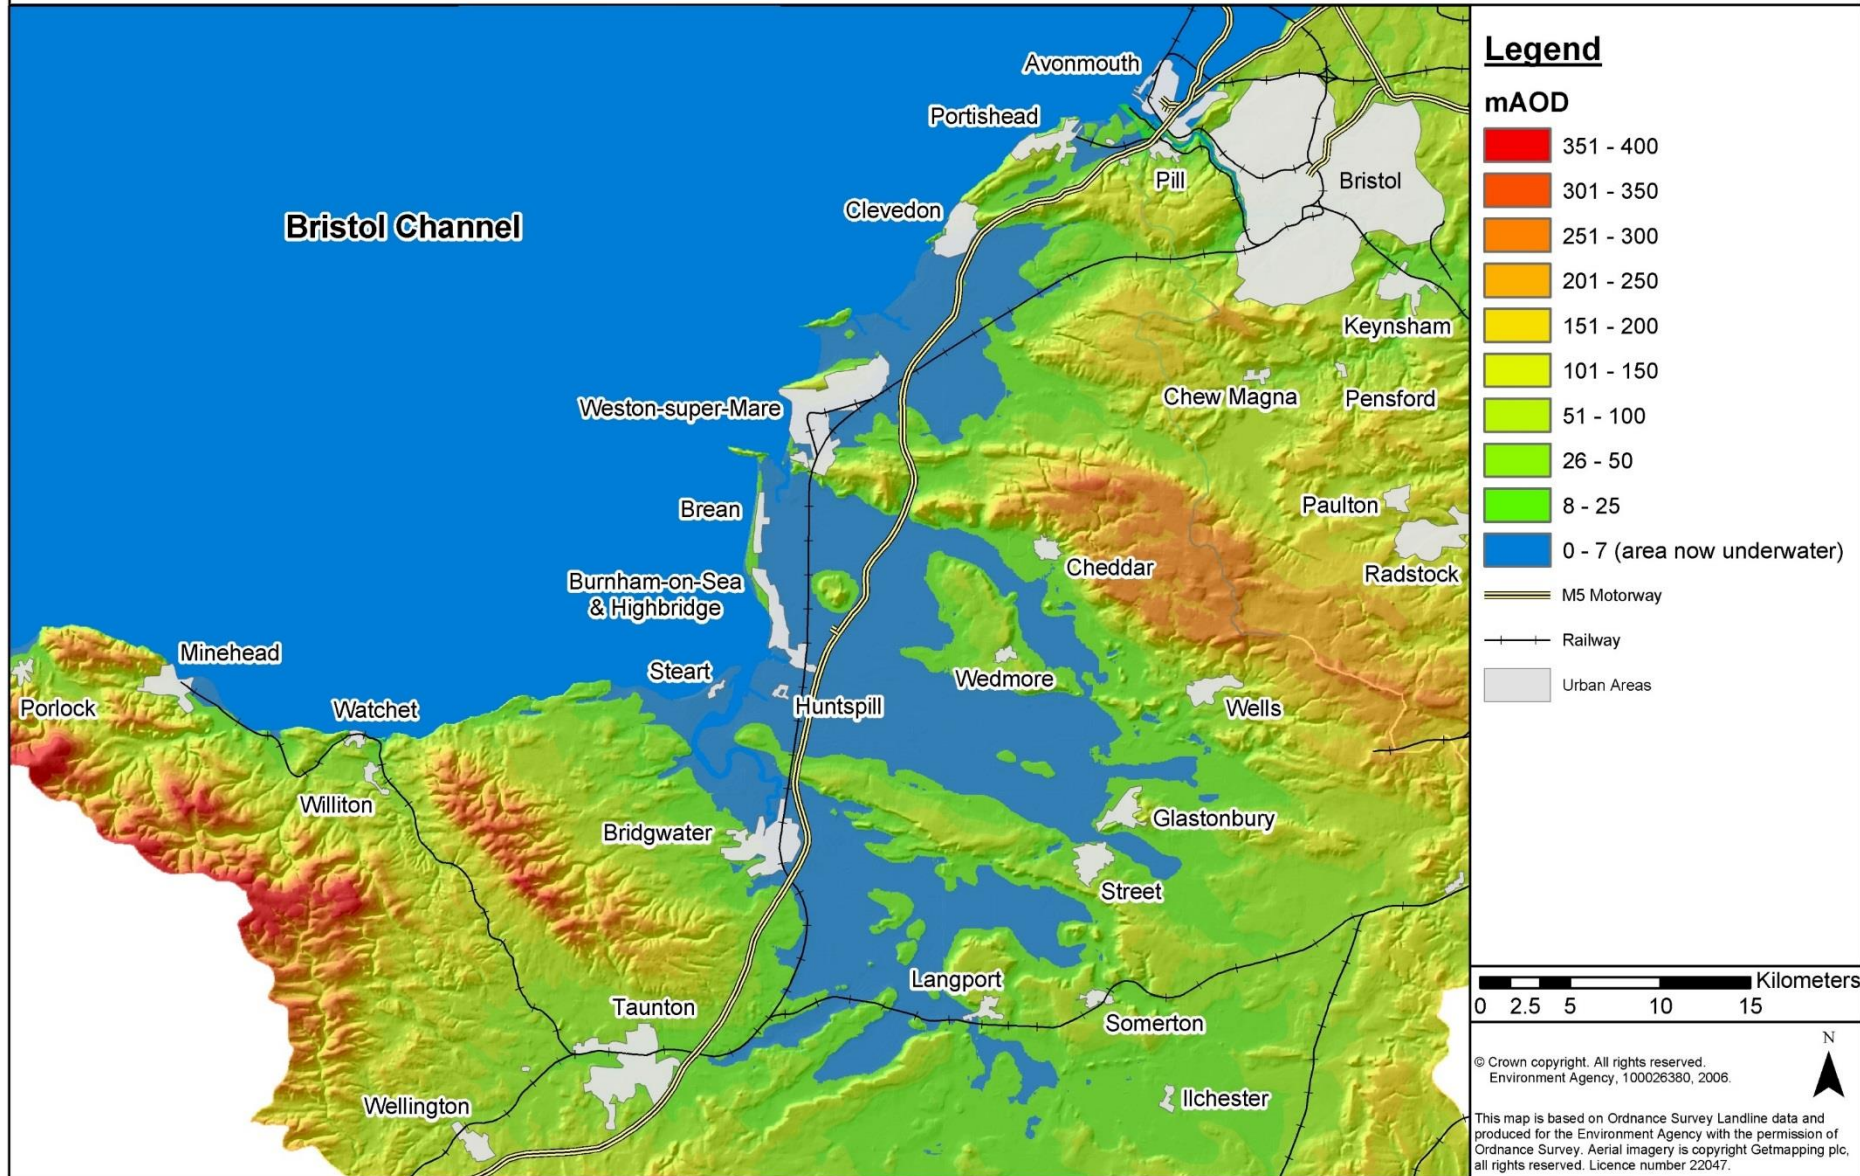 Avonmouth
Portishead
Pill
Bristol
Clevedon
Bristol Channel
Keynsham
Weston-super-Mare
Chew Magna
Pensford
Brean
Paulton
Cheddar
Radstock
Burnham-on-Sea
& Highbridge
Minehead
Steart
Wedmore
Porlock
Watchet
Huntspill
Wells
Williton
Bridgwater
Glastonbury
Street
Langport
Taunton
Somerton
Wellington
Ilchester
Legend
mAOD
351 - 400
301 - 350
251 - 300
201 - 250
151 - 200
101 - 150
51 - 100
26 - 50
8 - 25
0 - 7 (area now underwater)
M5 Motorway
Railway
Urban Areas
Kilometers
0 2.5 5 10 15
N
© Crown copyright. All rights reserved.
Environment Agency, 100026380, 2006.
This map is based on Ordnance Survey Landline data and
produced for the Environment Agency with the permission of
Ordnance Survey. Aerial imagery is copyright Getmapping plc,
all rights reserved. Licence number 22047.